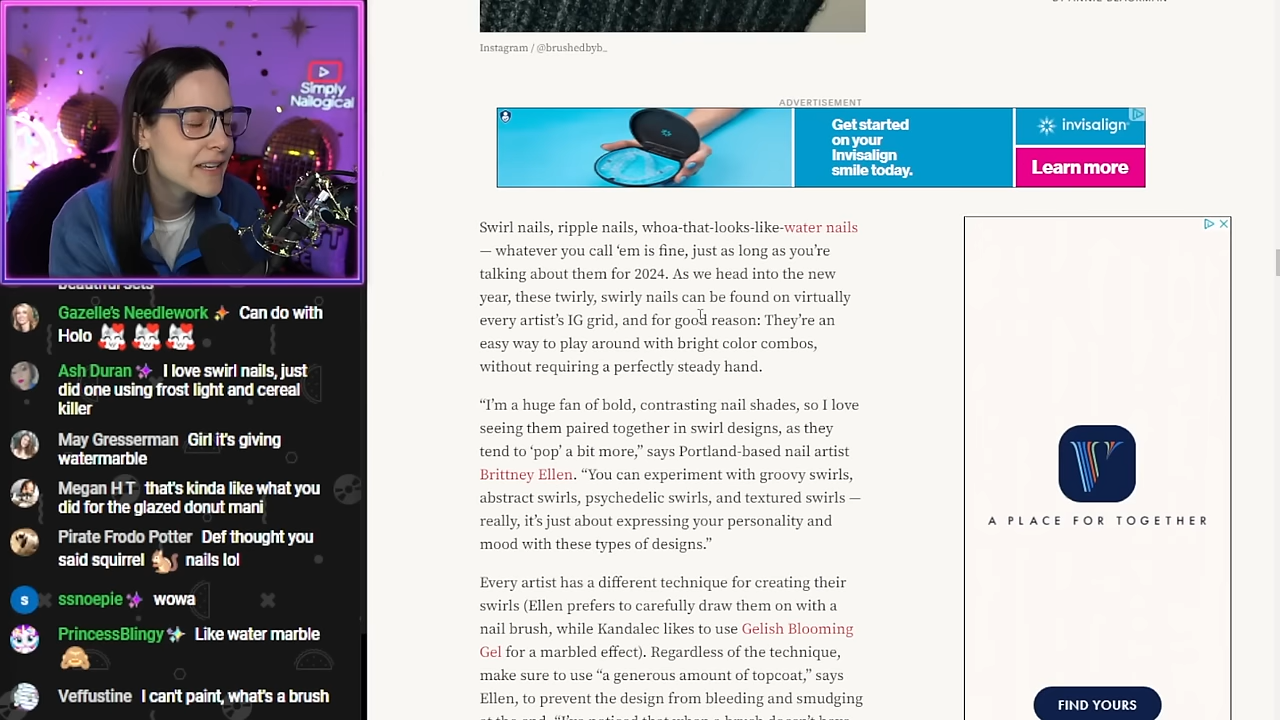 Simply
Nailogical
Gazelle's Needlework Can do with
Holo
Ash Duran I love swirl nails, just
did one using frost light and cereal
killer
May Gresserman Girl it's giving
watermarble
Megan H T that's kinda like what you
did for the glazed donut mani
Pirate Frodo Potter Def thought you
said squirrel nails lol
s
ssnoepie wowa
PrincessBlingy Like water marble
Veffustine I can't paint, what's a brush
Instagram / @brushedbyb_
ADVERTISEMENT
Get started
on your
Invisalign
smile today.
invisalign
Learn more
Swirl nails, ripple nails, whoa-that-looks-like-water nails
— whatever you call ‘em is fine, just as long as you’re
talking about them for 2024. As we head into the new
year, these twirly, swirly nails can be found on virtually
every artist’s IG grid, and for good reason: They’re an
easy way to play around with bright color combos,
without requiring a perfectly steady hand.
“I’m a huge fan of bold, contrasting nail shades, so I love
seeing them paired together in swirl designs, as they
tend to ‘pop’ a bit more,” says Portland-based nail artist
Brittney Ellen. “You can experiment with groovy swirls,
abstract swirls, psychedelic swirls, and textured swirls —
really, it’s just about expressing your personality and
mood with these types of designs.”
Every artist has a different technique for creating their
swirls (Ellen prefers to carefully draw them on with a
nail brush, while Kandalec likes to use Gelish Blooming
Gel for a marbled effect). Regardless of the technique,
make sure to use “a generous amount of topcoat,” says
Ellen, to prevent the design from bleeding and smudging
A PLACE FOR TOGETHER
FIND YOURS